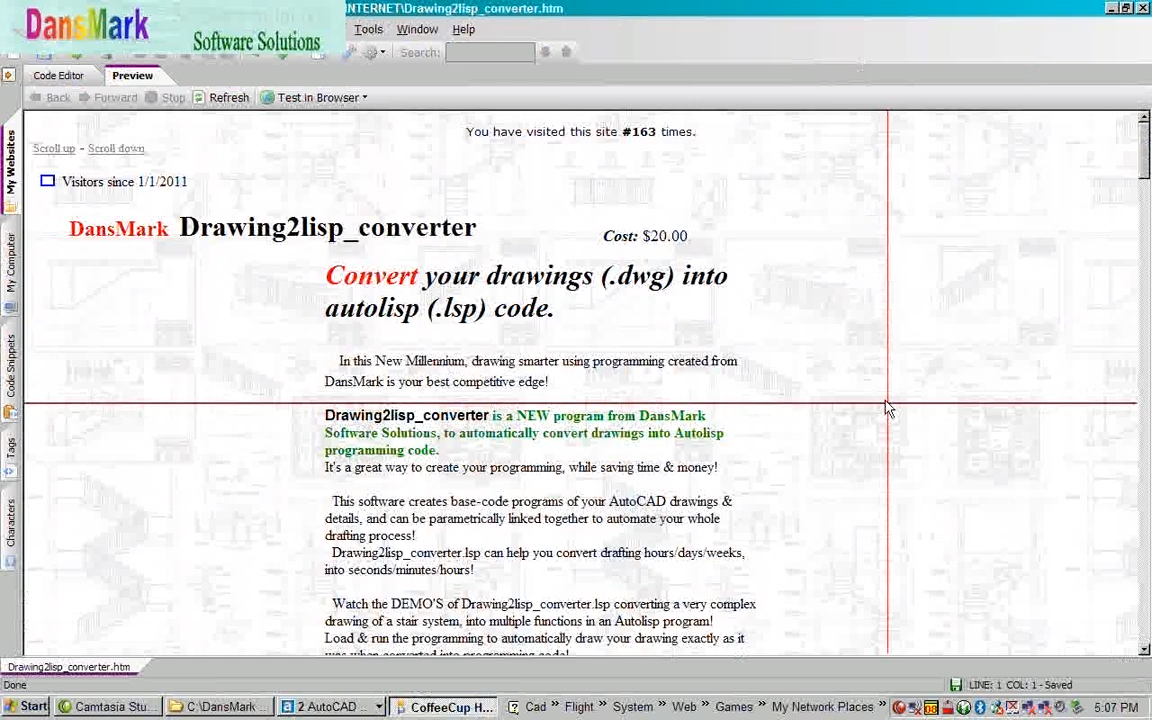 DansMark
Software Solutions
INTERNET\Drawing2lisp_converter.htm
Tools Window Help
Search:
Code Editor Preview
Back Forward Stop Refresh Test in Browser
My Websites
My Computer
Code Snippets
Tags
Characters
You have visited this site #163 times.
Scroll up - Scroll down
Visitors since 1/1/2011
DansMark Drawing2lisp_converter
Cost: $20.00
Convert your drawings (.dwg) into
autolisp (.lsp) code.
In this New Millennium, drawing smarter using programming created from
DansMark is your best competitive edge!
Drawing2lisp_converter is a NEW program from DansMark
Software Solutions, to automatically convert drawings into Autolisp
programming code.
It's a great way to create your programming, while saving time & money!
This software creates base-code programs of your AutoCAD drawings &
details, and can be parametrically linked together to automate your whole
drafting process!
Drawing2lisp_converter.lsp can help you convert drafting hours/days/weeks,
into seconds/minutes/hours!
Watch the DEMO'S of Drawing2lisp_converter.lsp converting a very complex
drawing of a stair system, into multiple functions in an Autolisp program!
Load & run the programming to automatically draw your drawing exactly as it
was when converted into programming code!
Drawing2lisp_converter.htm
Done
LINE: 1 COL: 1 - Saved
Start Camtasia Stu... C:\DansMark ... 2 AutoCAD ... CoffeeCup H... Cad » Flight » System » Web » Games » My Network Places » 5:07 PM